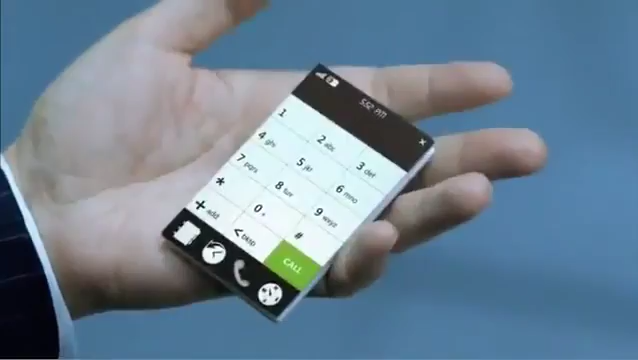 5:52 PM
x
1
2 abc
3 def
4 ghi
5 jkl
6 mno
7 pqrs
8 tuv
9 wxyz
*
0 +
#
+ add
< bksp
CALL